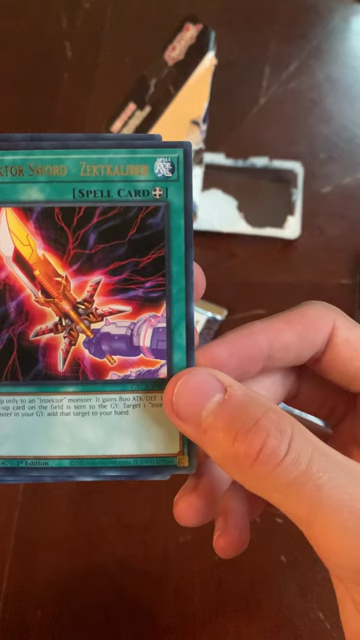 KTOR SWORD - ZEKTKALIBER
SPELL
[SPELL CARD
p only to an "Inzektor" monster. It gains 800 ATK/DEF.
-up card on the field is sent to the GY: Target 1 "Inze
nster in your GY; add that target to your hand.
1st Edition